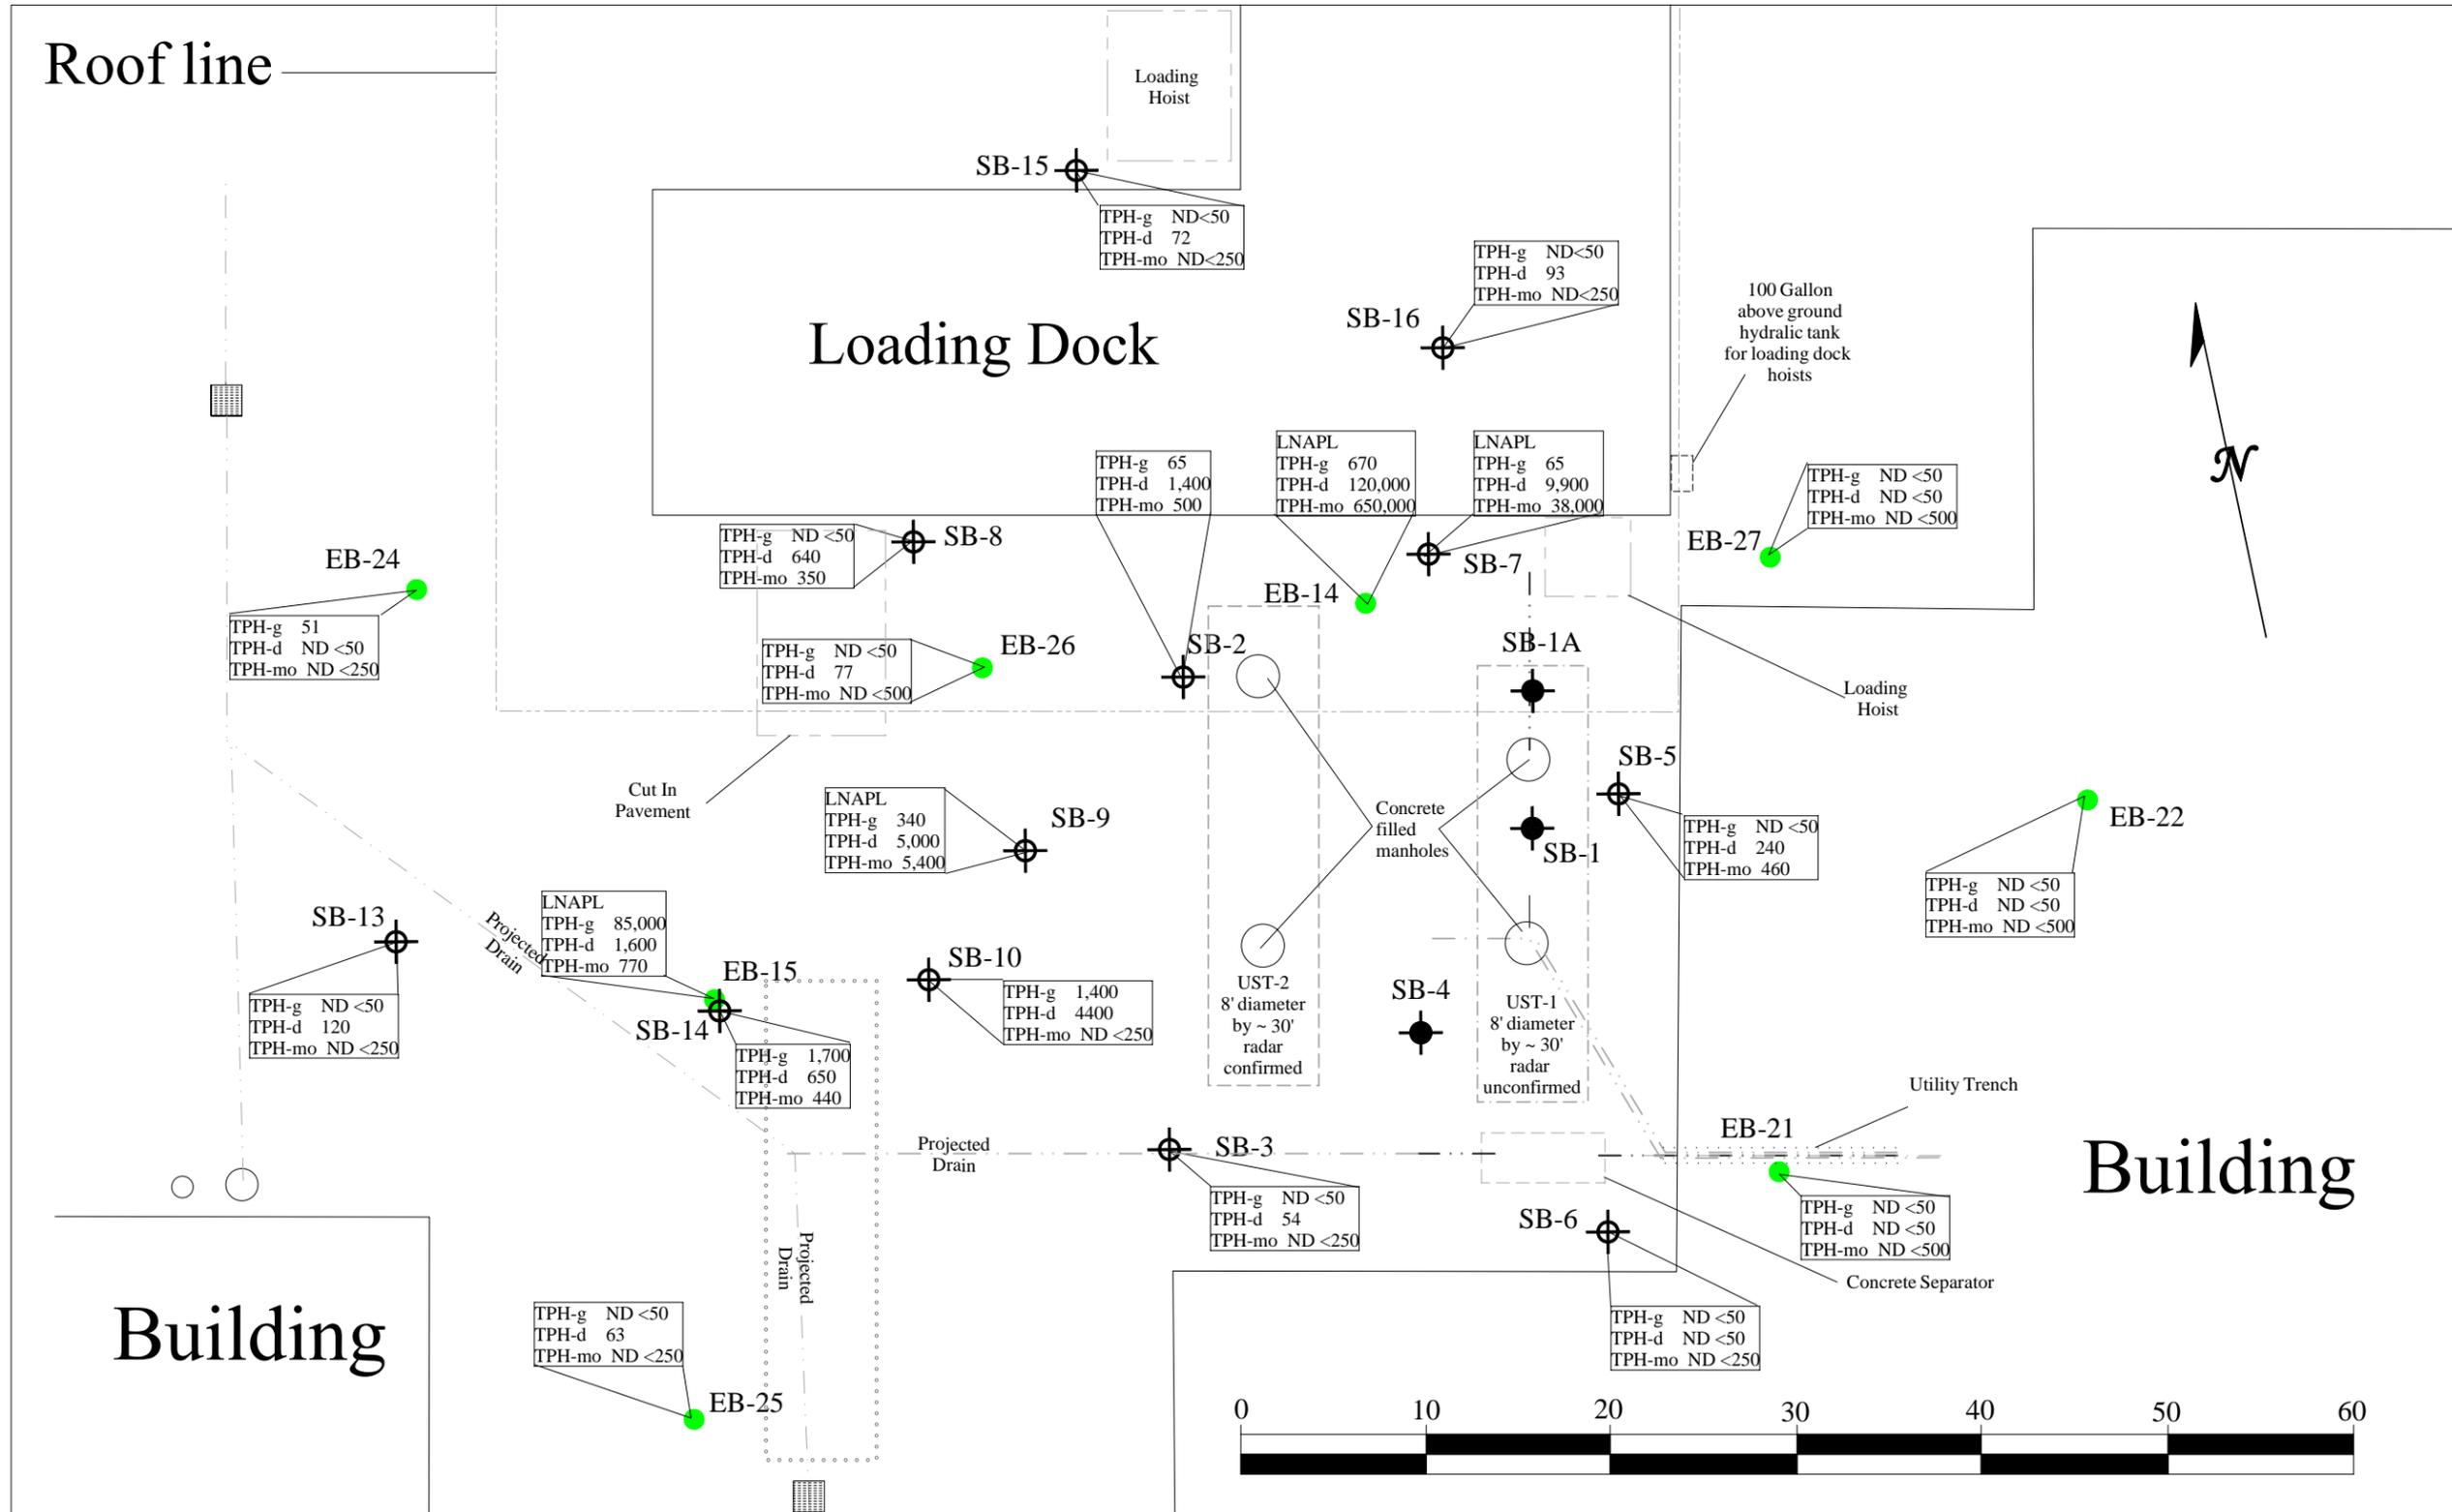 Roof line
Loading
Hoist
SB-15
TPH-g ND<50
TPH-d 72
TPH-mo ND<250
TPH-g ND<50
TPH-d 93
TPH-mo ND<250
SB-16
Loading Dock
100 Gallon
above ground
hydralic tank
for loading dock
hoists
N
TPH-g 65
TPH-d 1,400
TPH-mo 500
LNAPL
TPH-g 670
TPH-d 120,000
TPH-mo 650,000
LNAPL
TPH-g 65
TPH-d 9,900
TPH-mo 38,000
TPH-g ND <50
TPH-d ND <50
TPH-mo ND <500
EB-27
TPH-g ND <50
TPH-d 640
TPH-mo 350
SB-8
SB-7
EB-24
EB-14
TPH-g 51
TPH-d ND <50
TPH-mo ND <250
TPH-g ND <50
TPH-d 77
TPH-mo ND <500
EB-26
SB-2
SB-1A
Loading
Hoist
Cut In
Pavement
SB-5
LNAPL
TPH-g 340
TPH-d 5,000
TPH-mo 5,400
SB-9
Concrete
filled
manholes
SB-1
TPH-g ND <50
TPH-d 240
TPH-mo 460
EB-22
TPH-g ND <50
TPH-d ND <50
TPH-mo ND <500
SB-13
Projected
Drain
LNAPL
TPH-g 85,000
TPH-d 1,600
TPH-mo 770
EB-15
SB-10
TPH-g ND <50
TPH-d 120
TPH-mo ND <250
SB-14
TPH-g 1,700
TPH-d 650
TPH-mo 440
TPH-g 1,400
TPH-d 4400
TPH-mo ND <250
UST-2
8' diameter
by ~ 30'
radar
confirmed
SB-4
UST-1
8' diameter
by ~ 30'
radar
unconfirmed
Utility Trench
EB-21
Projected
Drain
SB-3
Building
TPH-g ND <50
TPH-d 54
TPH-mo ND <250
SB-6
TPH-g ND <50
TPH-d ND <50
TPH-mo ND <500
Concrete Separator
Projected
Drain
Building
TPH-g ND <50
TPH-d 63
TPH-mo ND <250
EB-25
TPH-g ND <50
TPH-d ND <50
TPH-mo ND <250
0 10 20 30 40 50 60